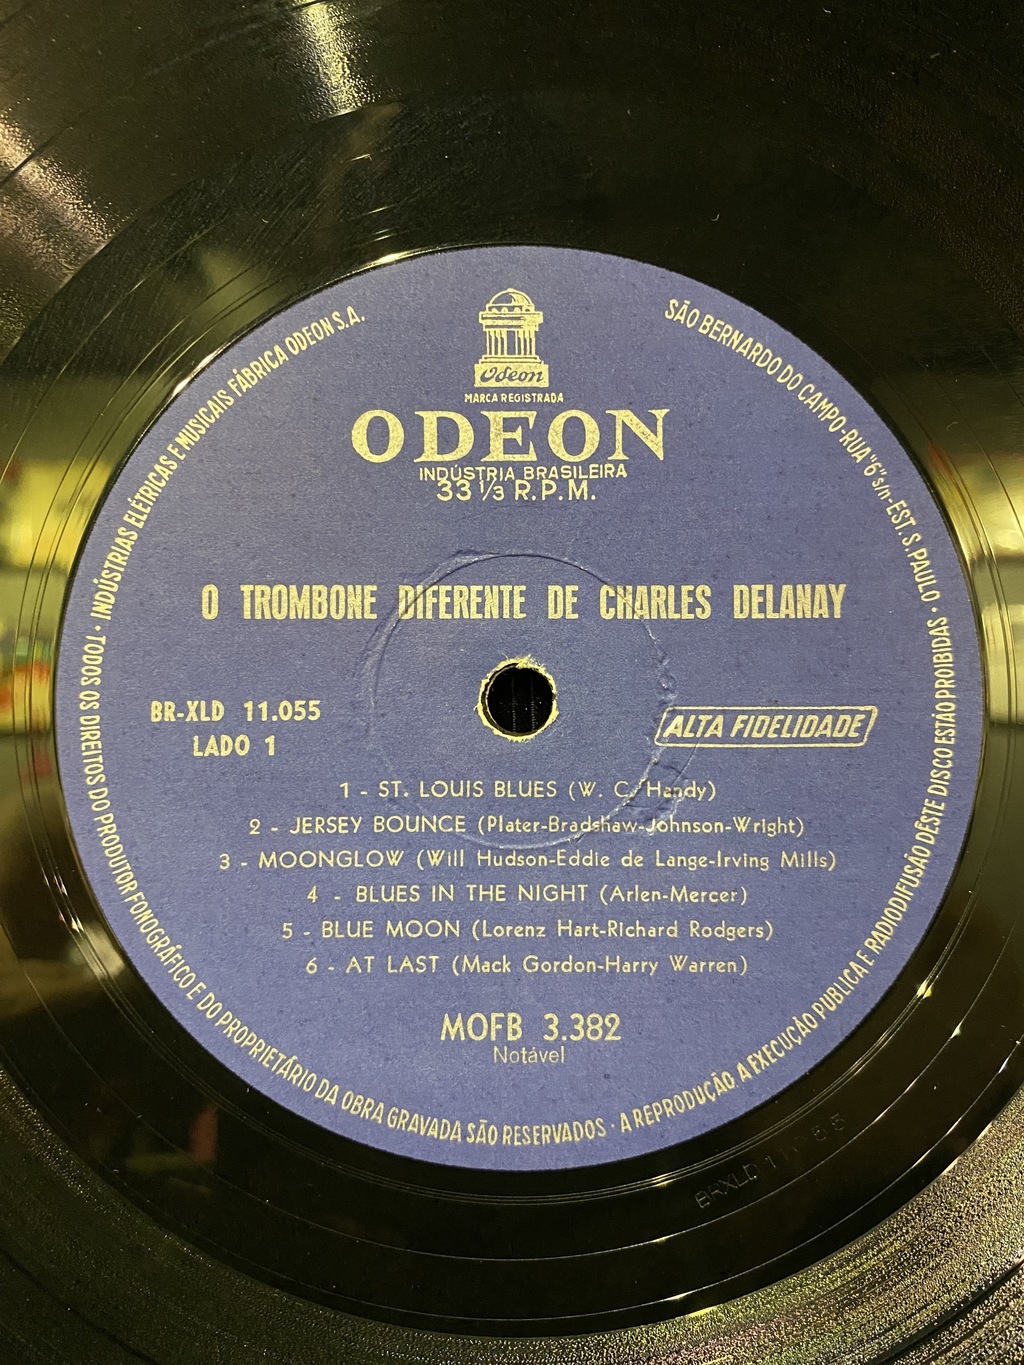 Odeon
MARCA REGISTRADA
ODEON
INDÚSTRIA BRASILEIRA
33 1/3 R.P.M.
O TROMBONE DIFERENTE DE CHARLES DELANAY
BR-XLD 11.055
LADO 1
ALTA FIDELIDADE
1 - ST. LOUIS BLUES (W. C. Handy)
2 - JERSEY BOUNCE (Plater-Bradshaw-Johnson-Wright)
3 - MOONGLOW (Will Hudson-Eddie de Lange-Irving Mills)
4 - BLUES IN THE NIGHT (Arlen-Mercer)
5 - BLUE MOON (Lorenz Hart-Richard Rodgers)
6 - AT LAST (Mack Gordon-Harry Warren)
MOFB 3.382
Notável
INDÚSTRIAS ELÉTRICAS E MUSICAIS FÁBRICA ODEON S.A.
SÃO BERNARDO DO CAMPO-RUA "6" s/n-EST. S. PAULO ·
TODOS OS DIREITOS DO PRODUTOR FONOGRÁFICO E DO PROPRIETÁRIO DA OBRA GRAVADA SÃO RESERVADOS · A REPRODUÇÃO A EXECUÇÃO PUBLICA E RADIODIFUSÃO DÊSTE DISCO ESTÃO PROIBIDAS
BRXLD